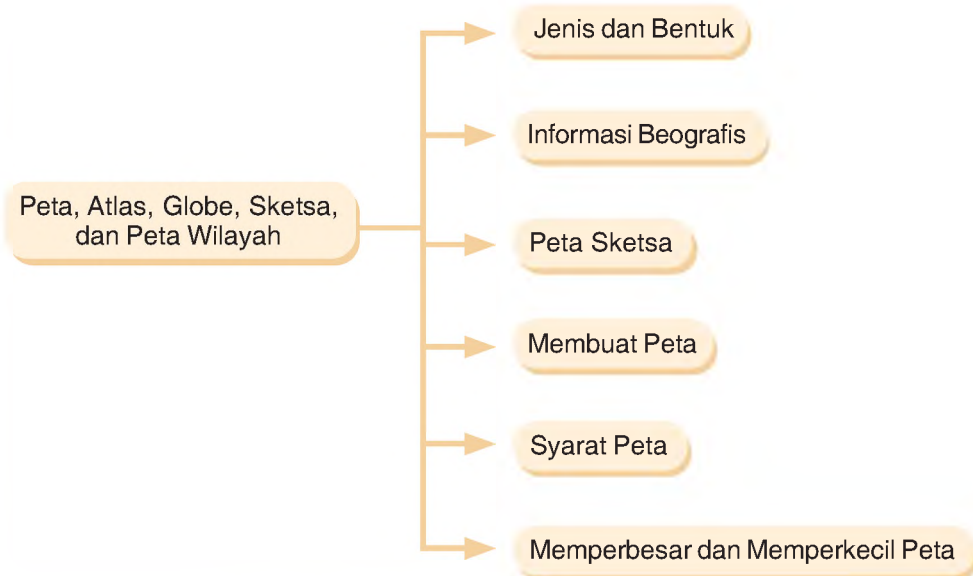 Peta, Atlas, Globe, Sketsa,
dan Peta Wilayah
Jenis dan Bentuk
Informasi Beografis
Peta Sketsa
Membuat Peta
Syarat Peta
Memperbesar dan Memperkecil Peta